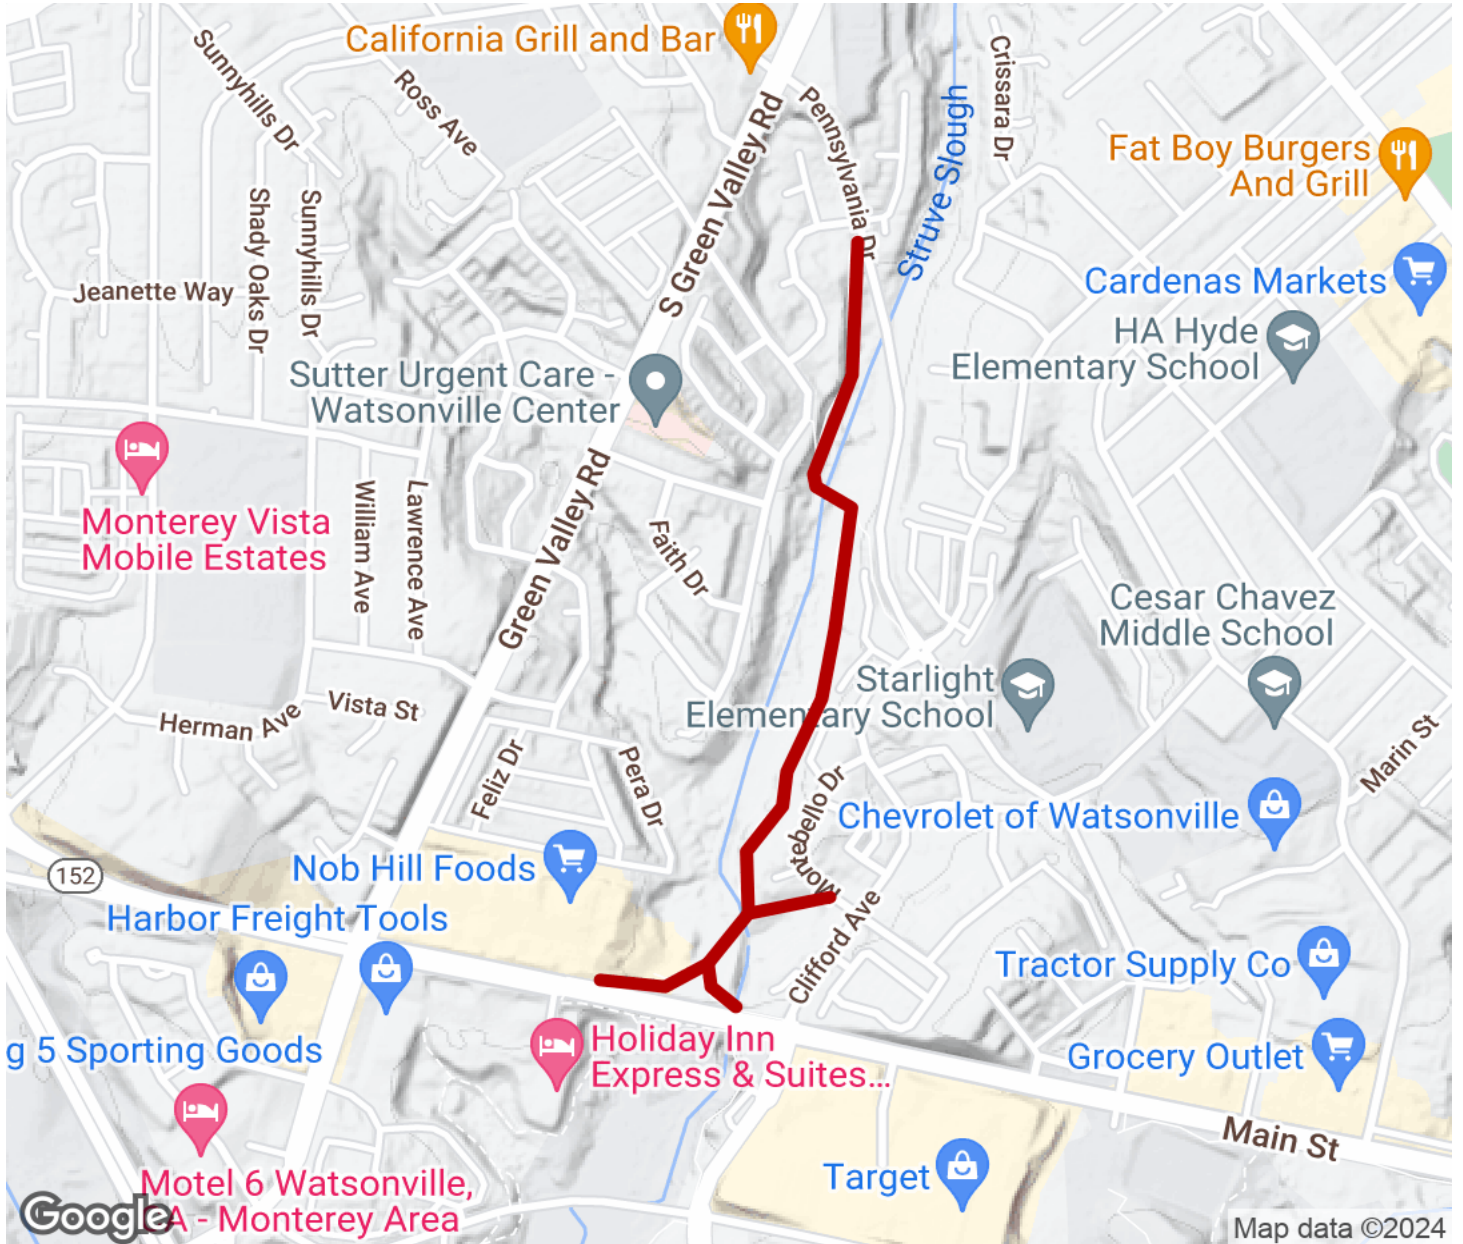 California Grill and Bar
Sunnyhills Dr
Ross Ave
S Green Valley Rd
Pennsylvania Dr
Struve Slough
Crissara Dr
Fat Boy Burgers
And Grill
Shady Oaks Dr
Sunnyhills Dr
Jeanette Way
Cardenas Markets
HA Hyde
Elementary School
Sutter Urgent Care -
Watsonville Center
Monterey Vista
Mobile Estates
William Ave
Lawrence Ave
Green Valley Rd
Faith Dr
Cesar Chavez
Middle School
Starlight
Elementary School
Herman Ave
Vista St
Feliz Dr
Pera Dr
Montebello Dr
Marin St
Chevrolet of Watsonville
152
Nob Hill Foods
Harbor Freight Tools
Clifford Ave
Tractor Supply Co
g 5 Sporting Goods
Holiday Inn
Express & Suites...
Grocery Outlet
Main St
Motel 6 Watsonville,
CA - Monterey Area
Target
Google
Map data ©2024